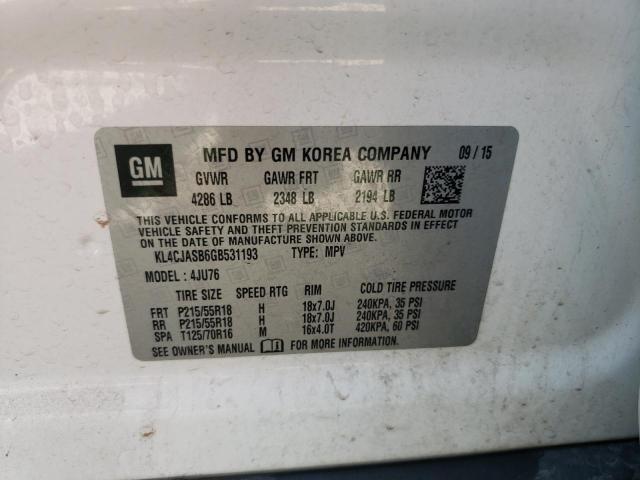 GM MFD BY GM KOREA COMPANY 09 / 15
GVWR GAWR FRT GAWR RR
4286 LB 2348 LB 2194 LB
THIS VEHICLE CONFORMS TO ALL APPLICABLE U.S. FEDERAL MOTOR
VEHICLE SAFETY AND THEFT PREVENTION STANDARDS IN EFFECT
ON THE DATE OF MANUFACTURE SHOWN ABOVE.
KL4CJASB6GB531193 TYPE: MPV
MODEL : 4JU76
TIRE SIZE SPEED RTG RIM COLD TIRE PRESSURE
FRT P215/55R18 H 18x7.0J 240KPA, 35 PSI
RR P215/55R18 H 18x7.0J 240KPA, 35 PSI
SPA T125/70R16 M 16x4.0T 420KPA, 60 PSI
SEE OWNER'S MANUAL FOR MORE INFORMATION.